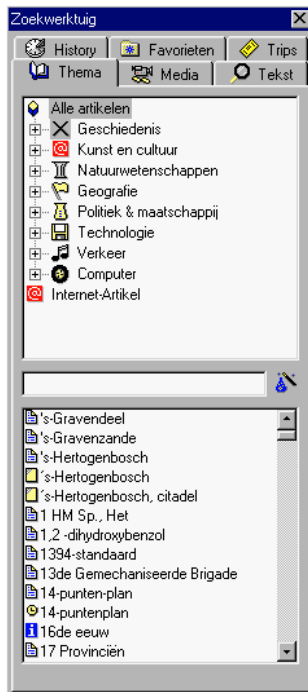 Zoekwerktuig
History Favorieten Trips
Thema Media Tekst
Alle artikelen
Geschiedenis
Kunst en cultuur
Natuurwetenschappen
Geografie
Politiek & maatschappij
Technologie
Verkeer
Computer
Internet-Artikel
's-Gravendeel
's-Gravenzande
's-Hertogenbosch
´s-Hertogenbosch
´s-Hertogenbosch, citadel
1 HM Sp., Het
1,2 -dihydroxybenzol
1394-standaard
13de Gemechaniseerde Brigade
14-punten-plan
14-puntenplan
16de eeuw
17 Provinciën